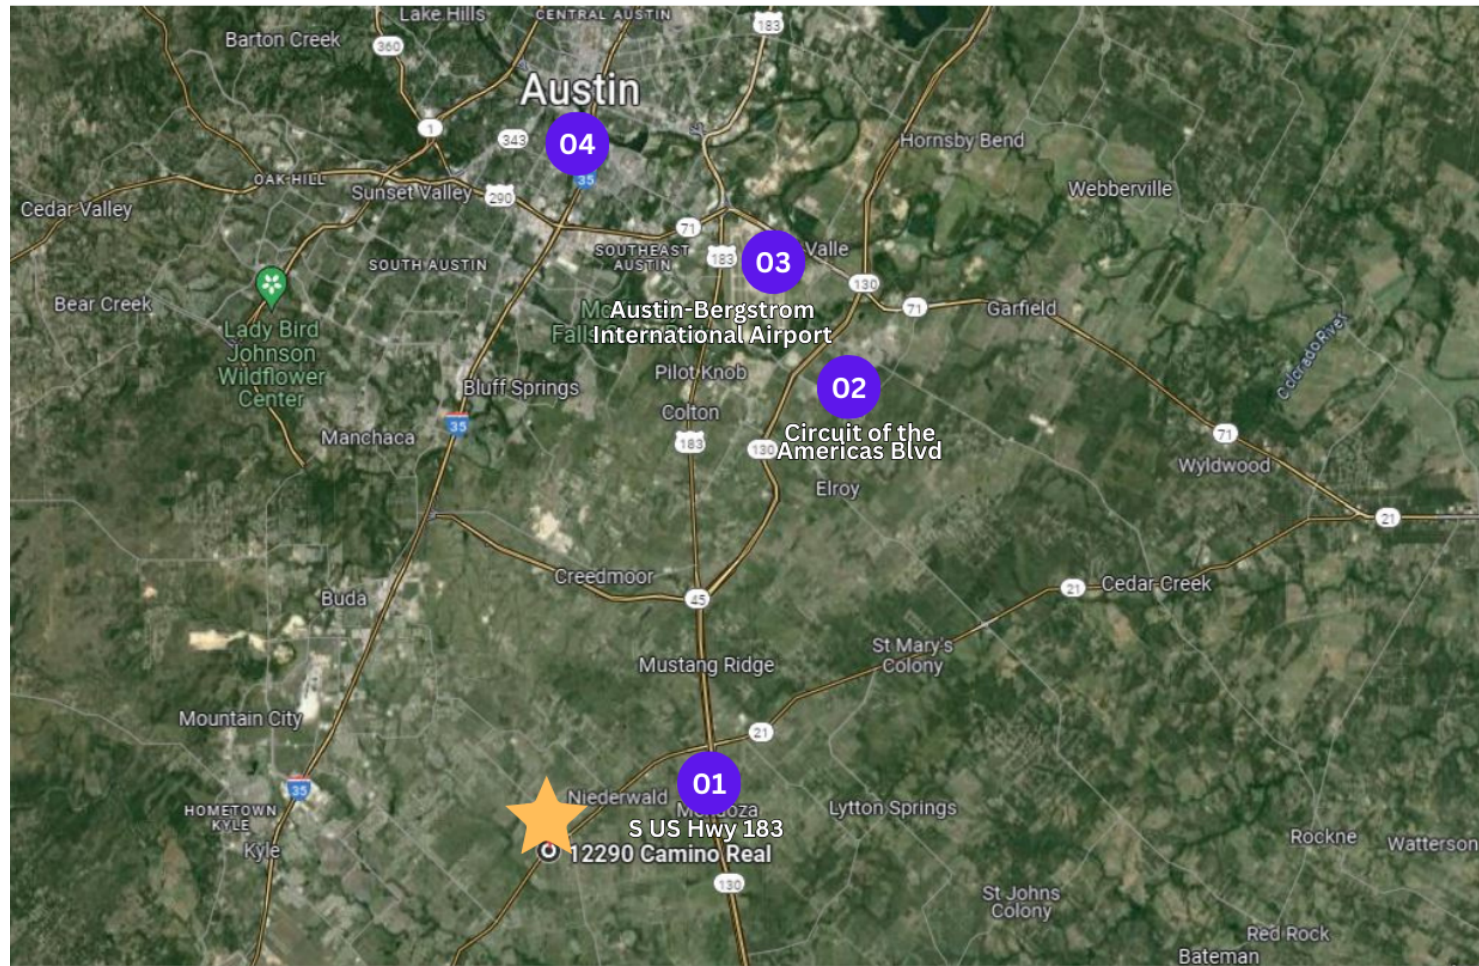 Lake Hills
CENTRAL AUSTIN
183
Barton Creek
360
Austin
1
343
04
Hornsby Bend
35
OAK HILL
Sunset Valley
290
Webberville
Cedar Valley
71
SOUTHEAST
AUSTIN
183
03
Valle
SOUTH AUSTIN
130
Bear Creek
Austin-Bergstrom
International Airport
71
Garfield
Lady Bird
Johnson
Wildflower
Center
Colorado River
Pilot Knob
Bluff Springs
02
Colton
35
Manchaca
183
130
Circuit of the
Americas Blvd
71
Wyldwood
Elroy
21
Creedmoor
45
21
Cedar Creek
Buda
St Mary's
Colony
Mustang Ridge
Mountain City
21
35
01
Niederwald
HOMETOWN
KYLE
Lytton Springs
S US Hwy 183
Kyle
12290 Camino Real
Rockne
Watterson
130
St Johns
Colony
Red Rock
Bateman